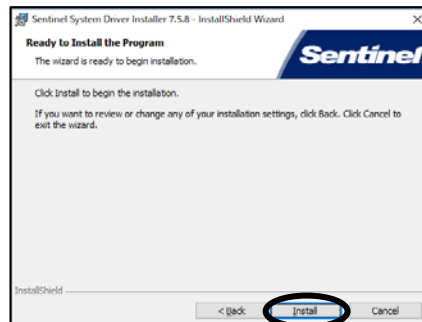 Sentinel System Driver Installer 7.5.8 - InstallShield Wizard
Ready to Install the Program
The wizard is ready to begin installation.
Sentinel
Click Install to begin the installation.
If you want to review or change any of your installation settings, click Back. Click Cancel to
exit the wizard.
InstallShield
< Back Install Cancel